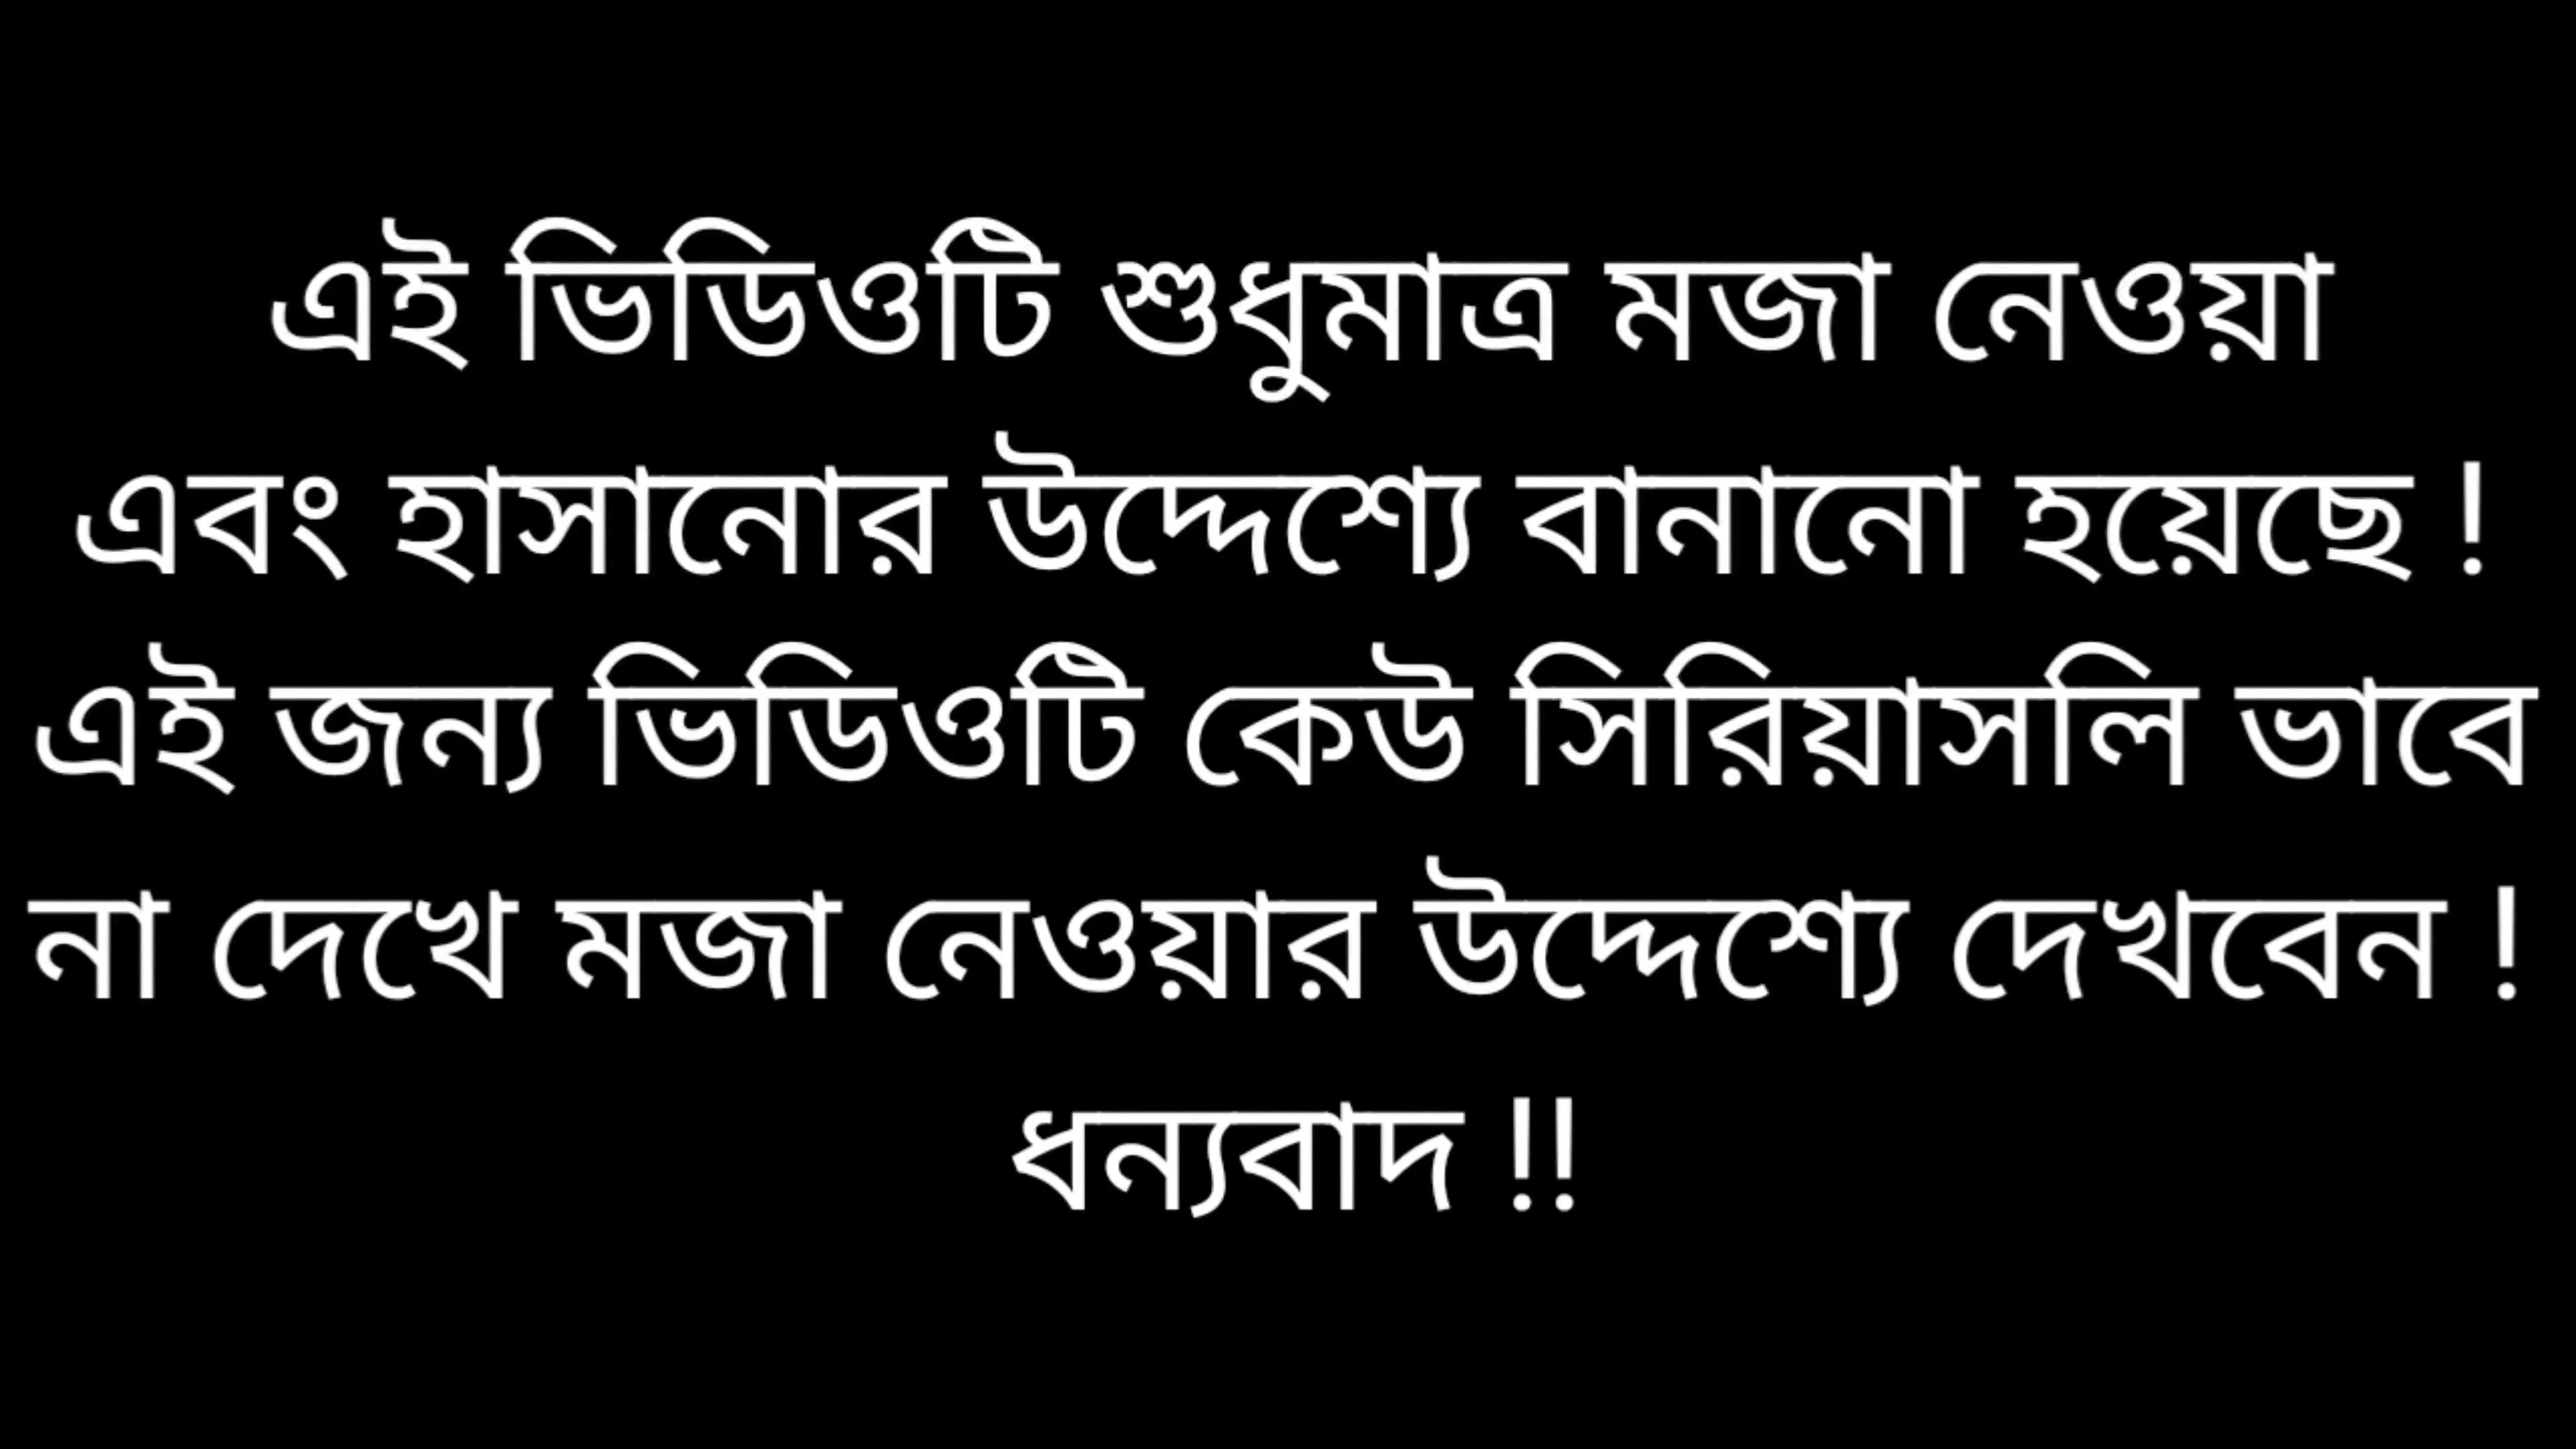 এই ভিডিওটি শুধুমাত্র মজা নেওয়া
এবং হাসানোর উদ্দেশ্যে বানানো হয়েছে !
এই জন্য ভিডিওটি কেউ সিরিয়াসলি ভাবে
না দেখে মজা নেওয়ার উদ্দেশ্যে দেখবেন !
ধন্যবাদ !!